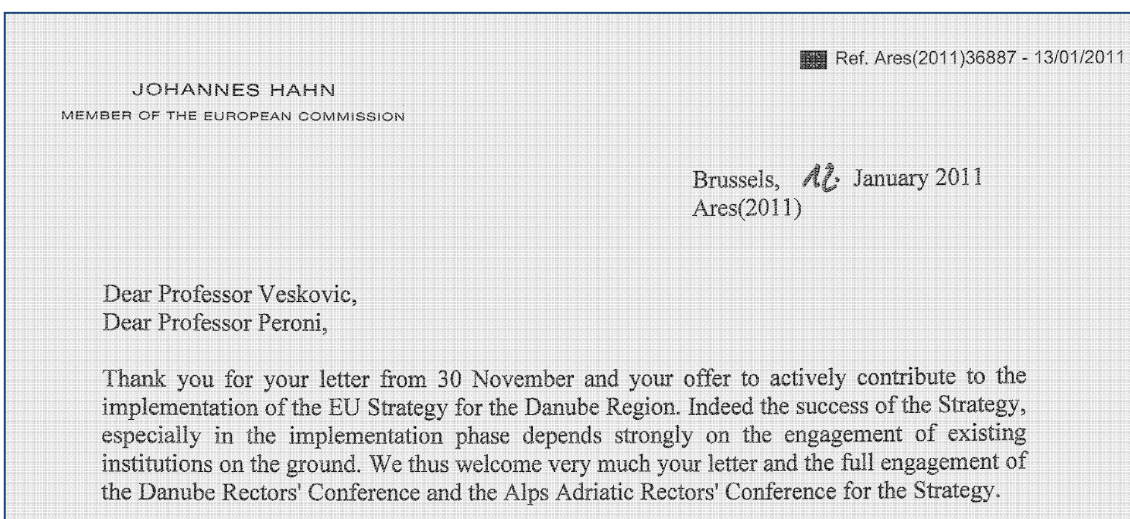 Ref. Ares(2011)36887 - 13/01/2011
JOHANNES HAHN
MEMBER OF THE EUROPEAN COMMISSION
Brussels, 12. January 2011
Ares(2011)
Dear Professor Veskovic,
Dear Professor Peroni,
Thank you for your letter from 30 November and your offer to actively contribute to the
implementation of the EU Strategy for the Danube Region. Indeed the success of the Strategy,
especially in the implementation phase depends strongly on the engagement of existing
institutions on the ground. We thus welcome very much your letter and the full engagement of
the Danube Rectors' Conference and the Alps Adriatic Rectors' Conference for the Strategy.